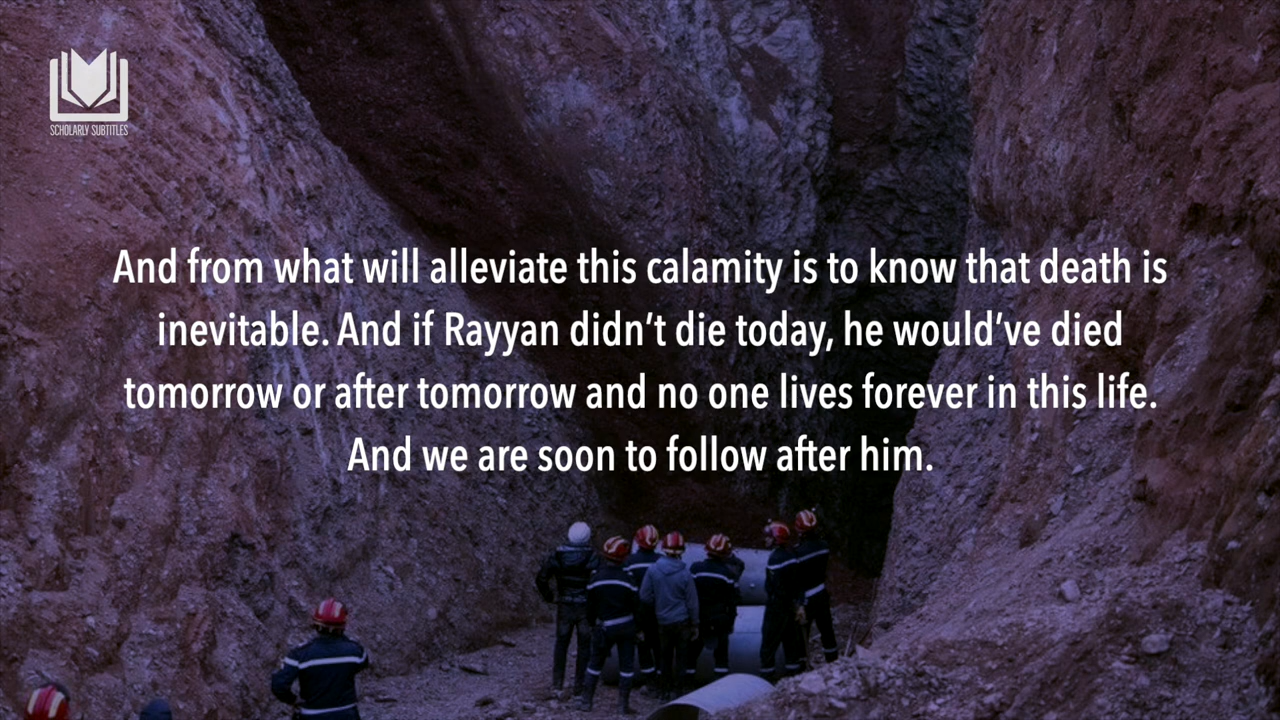 SCHOLARLY SUBTITLES
And from what will alleviate this calamity is to know that death is
inevitable. And if Rayyan didn’t die today, he would’ve died
tomorrow or after tomorrow and no one lives forever in this life.
And we are soon to follow after him.